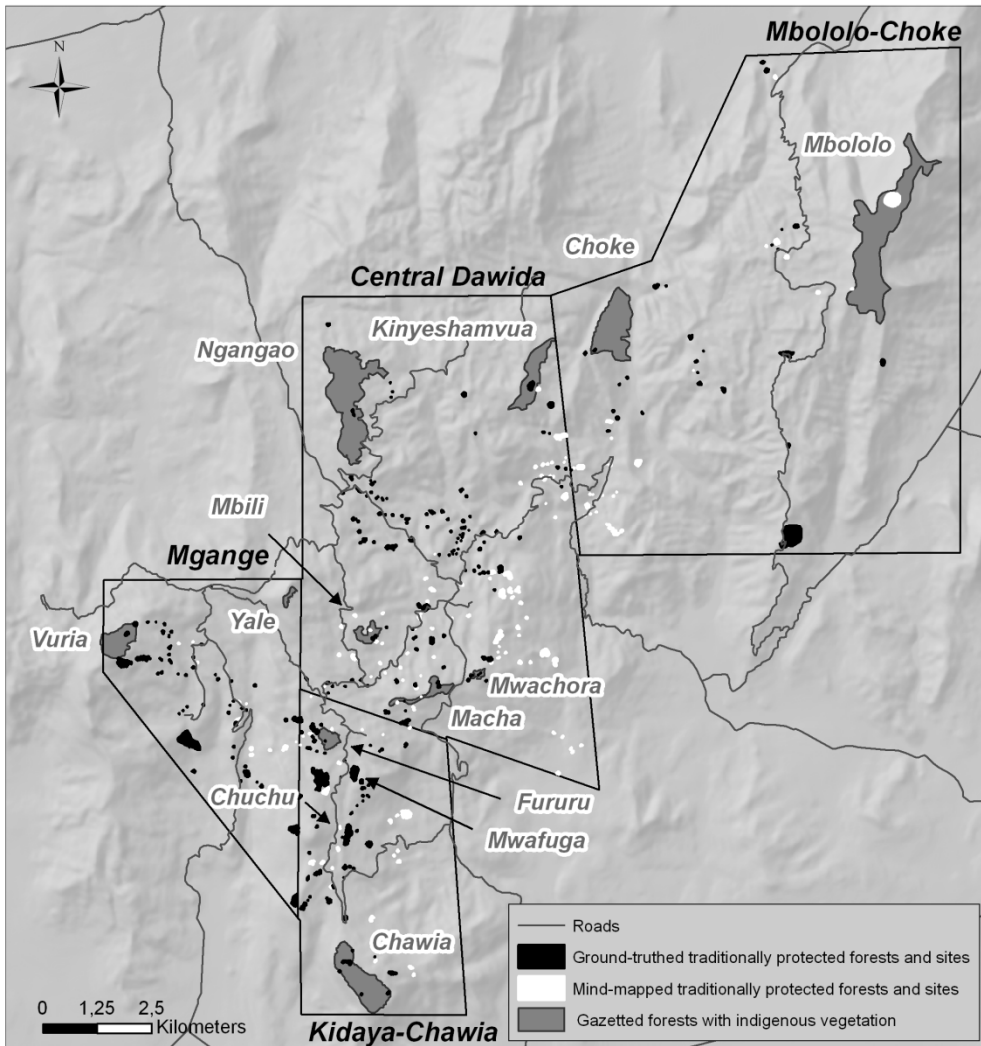 Mbololo-Choke
N
Mbololo
Choke
Central Dawida
Kinyeshamvua
Ngangao
Mbili
Mgange
Yale
Vuria
Mwachora
Macha
Chuchu
Fururu
Mwafuga
Chawia
Roads
Ground-truthed traditionally protected forests and sites
Mind-mapped traditionally protected forests and sites
Gazetted forests with indigenous vegetation
0 1,25 2,5
Kilometers
Kidaya-Chawia